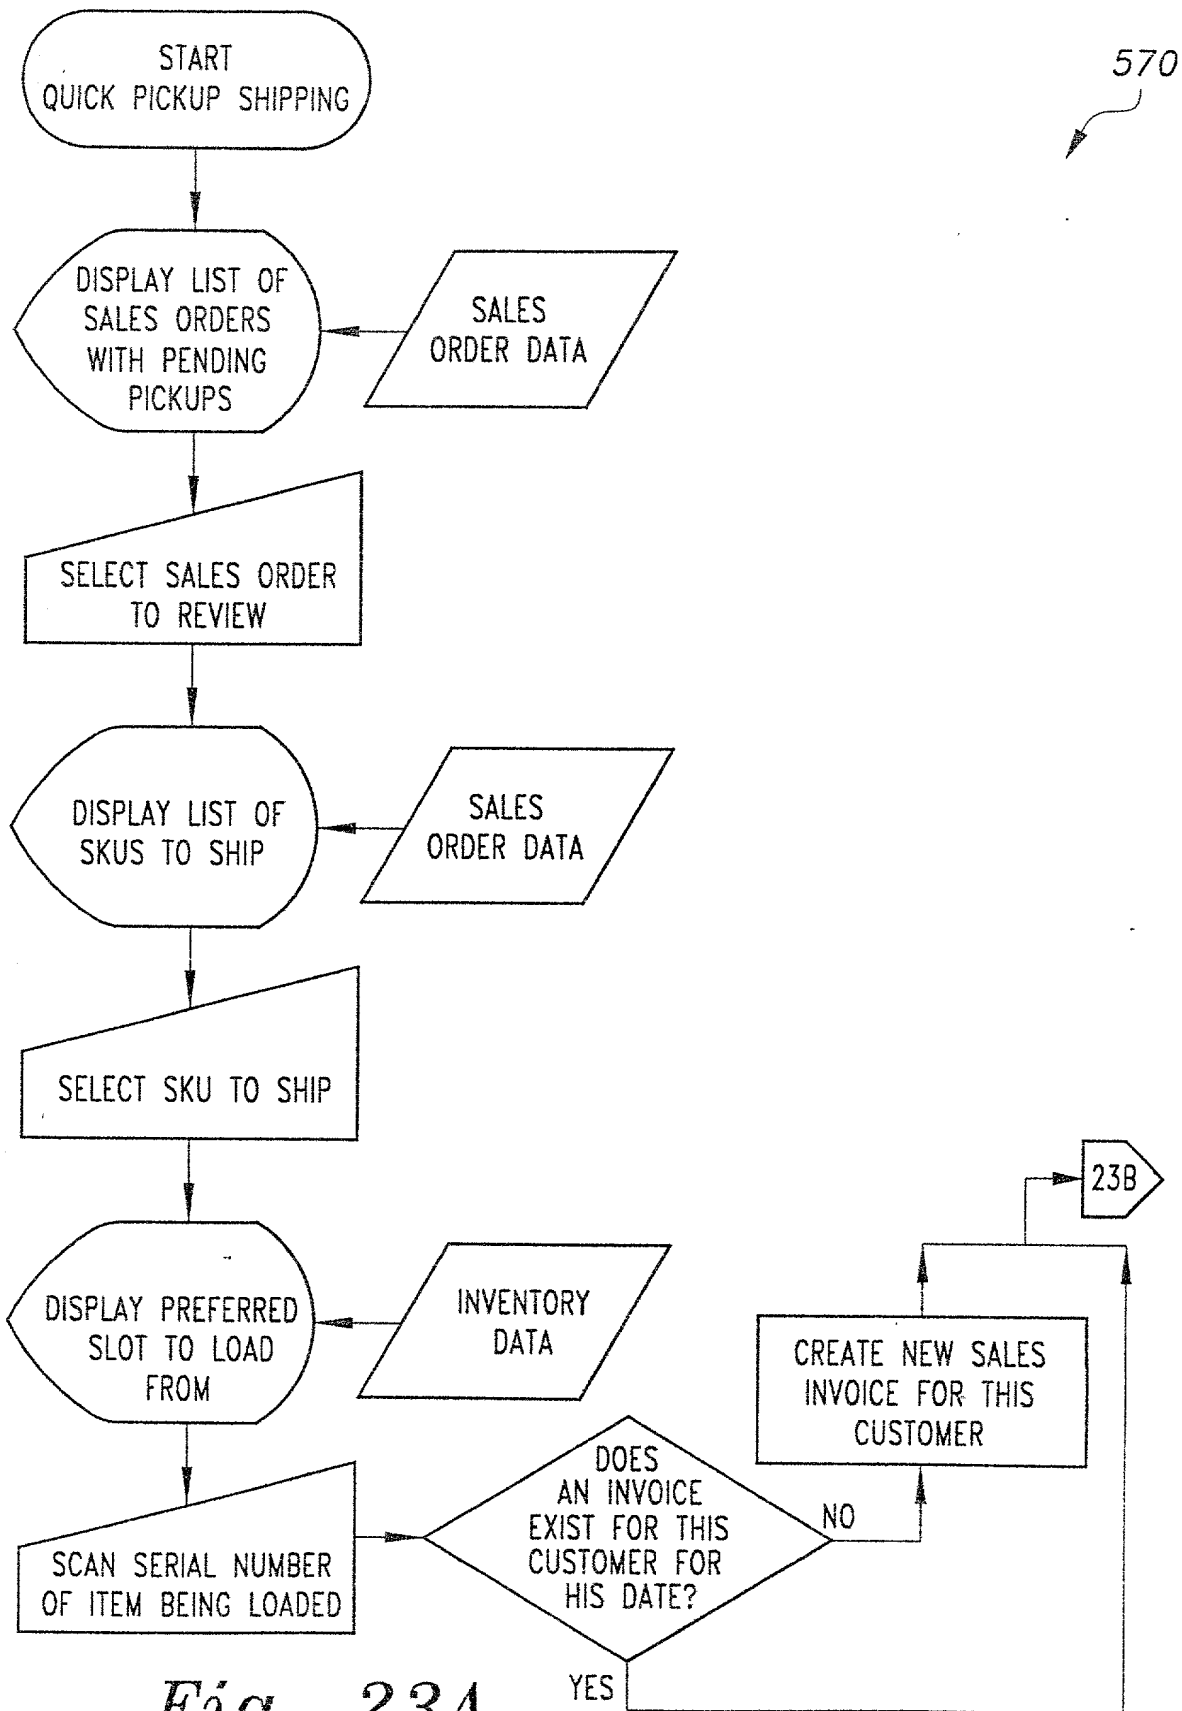 START
QUICK PICKUP SHIPPING
570
DISPLAY LIST OF
SALES ORDERS
WITH PENDING
PICKUPS
SALES
ORDER DATA
SELECT SALES ORDER
TO REVIEW
DISPLAY LIST OF
SKUS TO SHIP
SALES
ORDER DATA
SELECT SKU TO SHIP
DISPLAY PREFERRED
SLOT TO LOAD
FROM
INVENTORY
DATA
SCAN SERIAL NUMBER
OF ITEM BEING LOADED
DOES
AN INVOICE
EXIST FOR THIS
CUSTOMER FOR
HIS DATE?
NO
YES
CREATE NEW SALES
INVOICE FOR THIS
CUSTOMER
23B
Fig. 23A